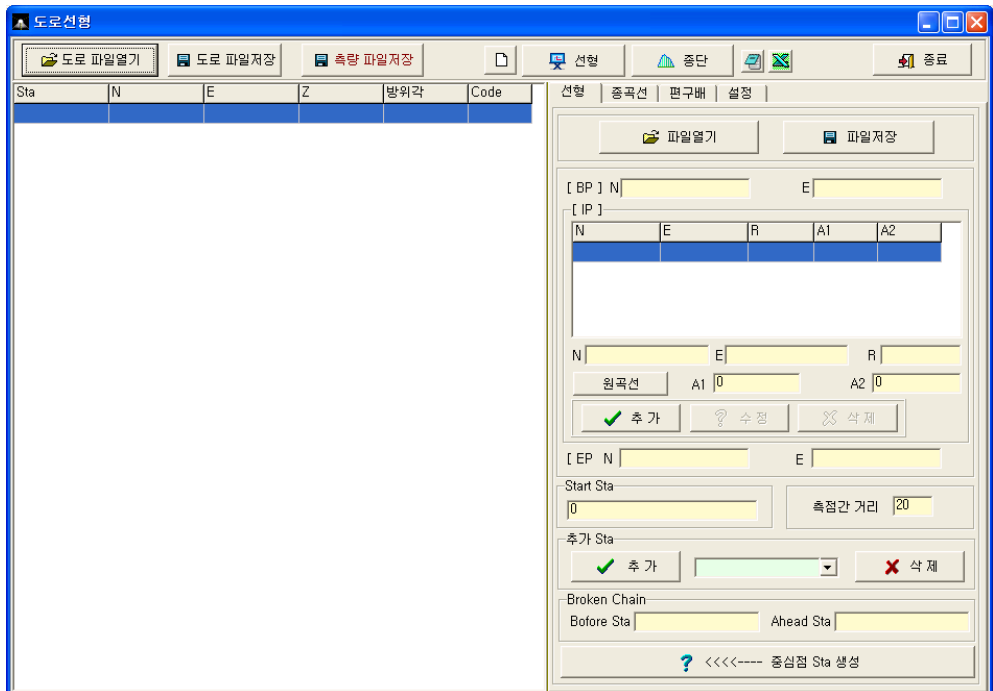 도로선형
도로 파일열기 도로 파일저장 측량 파일저장 선형 종단 종료
Sta N E Z 방위각 Code
선형 종곡선 편구배 설정
파일열기 파일저장
[ BP ] N E
[ IP ]
N E R A1 A2
N E R
원곡선 A1 0 A2 0
추 가 수 정 삭 제
[ EP N E
Start Sta
0 측점간 거리 20
추가 Sta
추 가 삭 제
Broken Chain
Bofore Sta Ahead Sta
? <<<<---- 중심점 Sta 생성